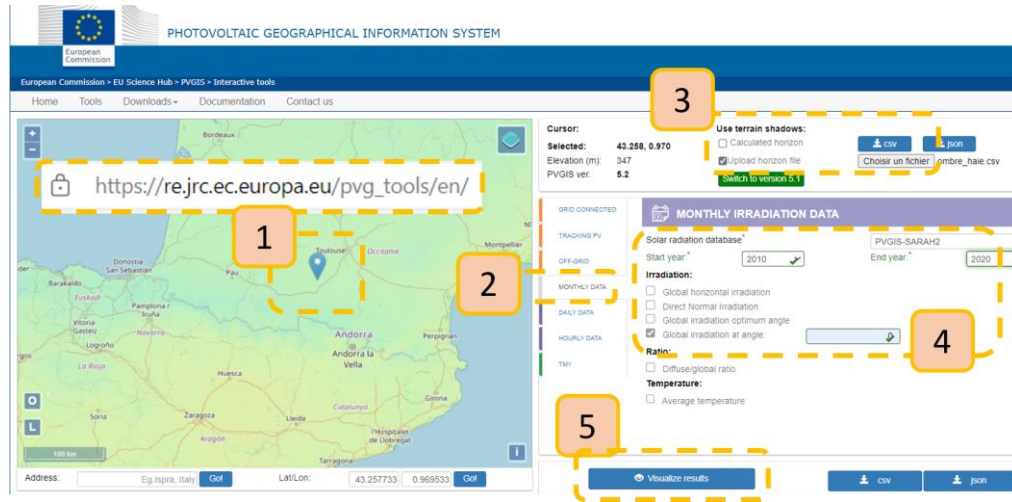 European
Commission
PHOTOVOLTAIC GEOGRAPHICAL INFORMATION SYSTEM
European Commission > EU Science Hub > PVGIS > Interactive tools
Home Tools Downloads Documentation Contact us
3
+
-
Bordeaux
https://re.jrc.ec.europa.eu/pvg_tools/en/
1
Toulouse Occitanie
Montpellier
Donostia
San Sebastián
Pau
Barakaldo
Euskadi
Pamplona /
Iruña
Vitoria-
Gasteiz
Navarra
Logroño
La Rioja
Andorra
Andorra la
Vella
Perpignan
Huesca
Girona
Soria
Zaragoza
Lleida
Catalunya
l'Hospitalet
de Llobregat
Aragón
Tarragona
O
L
100 km
i
Address: Eg.Ispra, Italy Go! Lat/Lon: 43.257733 0.969533 Go!
Cursor:
Selected: 43.258, 0.970
Elevation (m): 347
PVGIS ver. 5.2
Use terrain shadows:
Calculated horizon
Upload horizon file
Switch to version 5.1
csv json
Choisir un fichier ombre_haie.csv
2
GRID CONNECTED
TRACKING PV
OFF-GRID
MONTHLY DATA
DAILY DATA
HOURLY DATA
TMY
MONTHLY IRRADIATION DATA
Solar radiation database* PVGIS-SARAH2
Start year:* 2010 End year:* 2020
Irradiation:
Global horizontal irradiation
Direct Normal Irradiation
Global irradiation optimum angle
Global irradiation at angle:
4
Ratio:
Diffuse/global ratio
Temperature:
Average temperature
5
Visualize results csv json